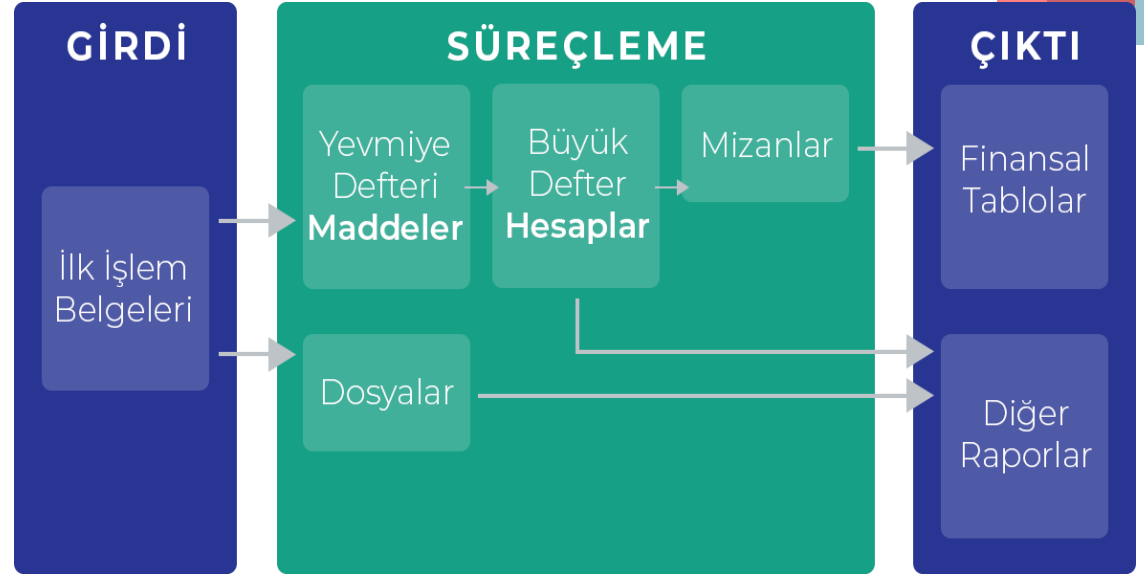 GİRDİ
İlk İşlem
Belgeleri
SÜREÇLEME
Yevmiye
Defteri
Maddeler
Büyük
Defter
Hesaplar
Mizanlar
Dosyalar
ÇIKTI
Finansal
Tablolar
Diğer
Raporlar